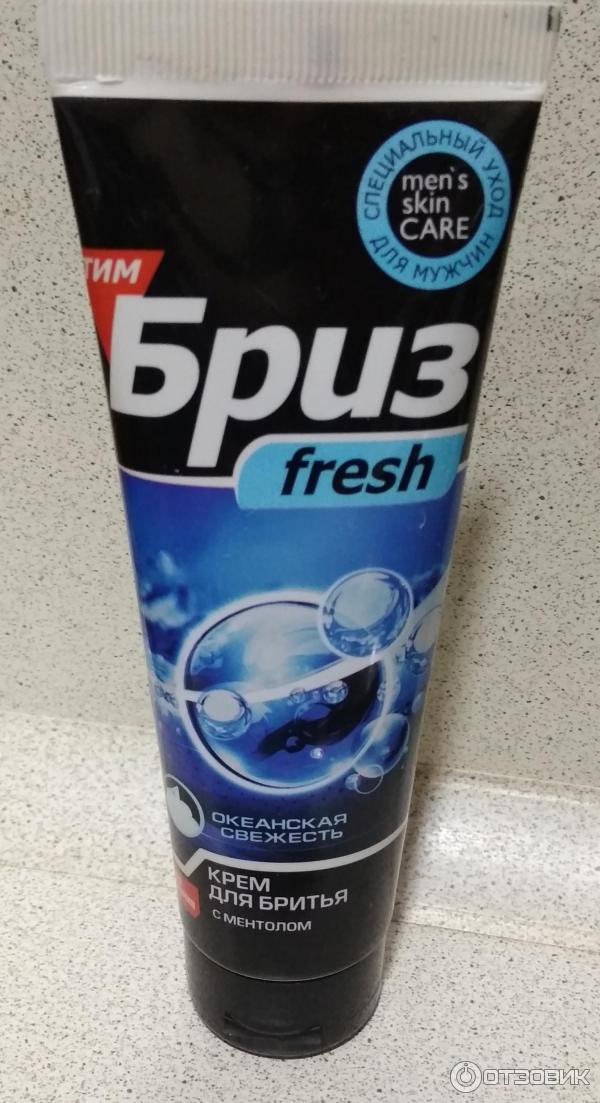 СПЕЦИАЛЬНЫЙ УХОД
ДЛЯ МУЖЧИН
men's
skin
CARE
ТИМ
Бриз
fresh
ОКЕАНСКАЯ
СВЕЖЕСТЬ
КРЕМ
ДЛЯ БРИТЬЯ
С МЕНТОЛОМ
ОТЗОВИК